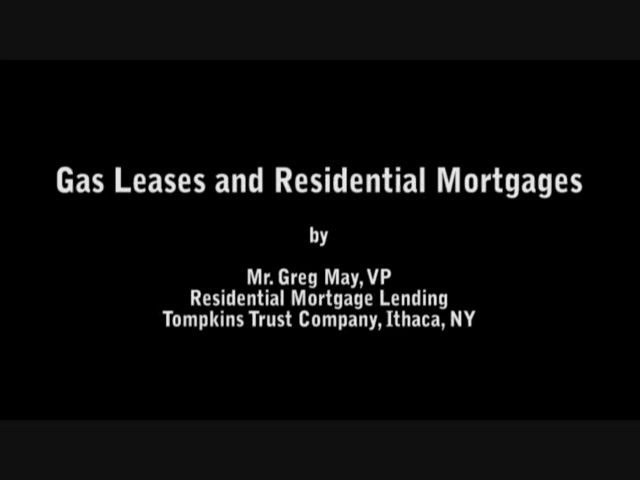 Gas Leases and Residential Mortgages
by
Mr. Greg May, VP
Residential Mortgage Lending
Tompkins Trust Company, Ithaca, NY